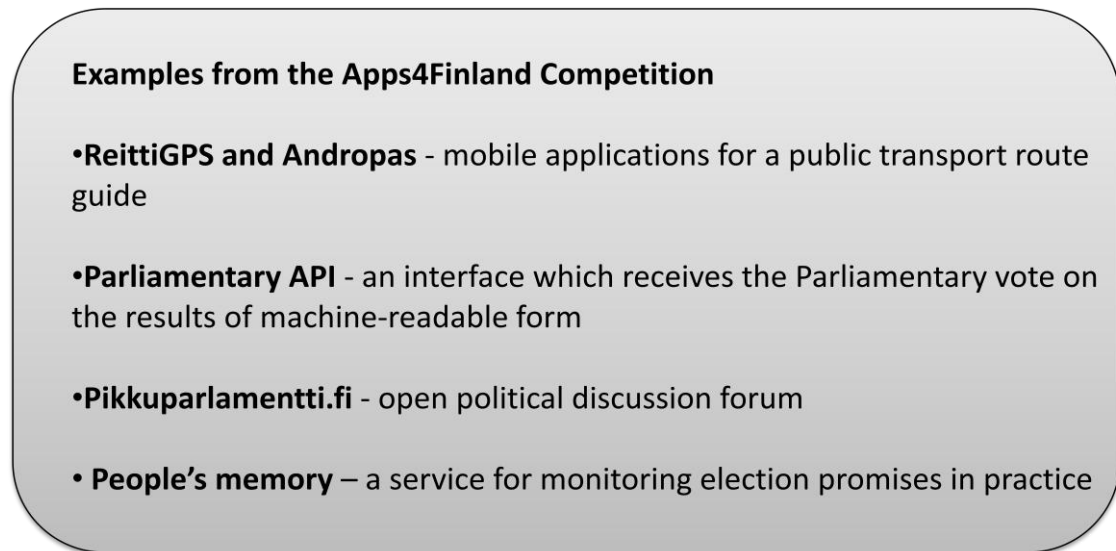 Examples from the Apps4Finland Competition
•ReittiGPS and Andropas - mobile applications for a public transport route
guide
•Parliamentary API - an interface which receives the Parliamentary vote on
the results of machine-readable form
•Pikkuparlamentti.fi - open political discussion forum
• People’s memory – a service for monitoring election promises in practice